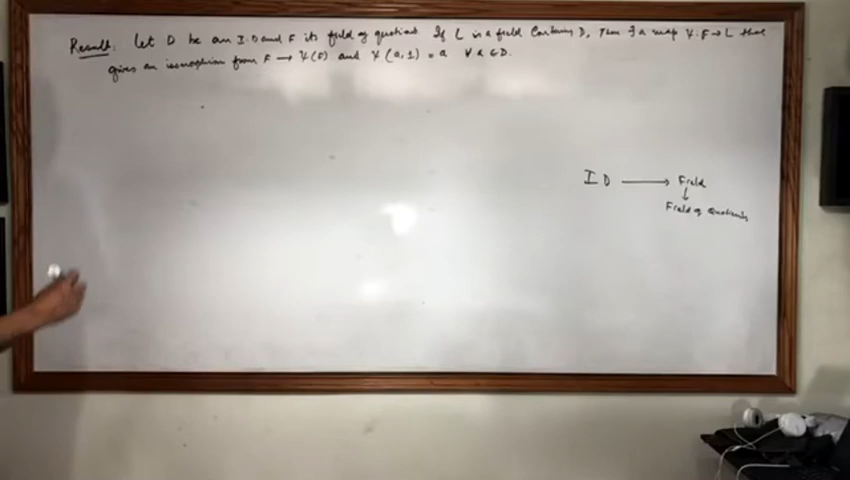 Result: Let D be an I.D and F its field of quotient. If L is a field Containing D, Then ∃ a map ψ: F → L that
gives an isomorphism from F → ψ(F) and ψ(a,1) = a ∀ a ∈ D.
I D → Field
↓
Field of Quotients